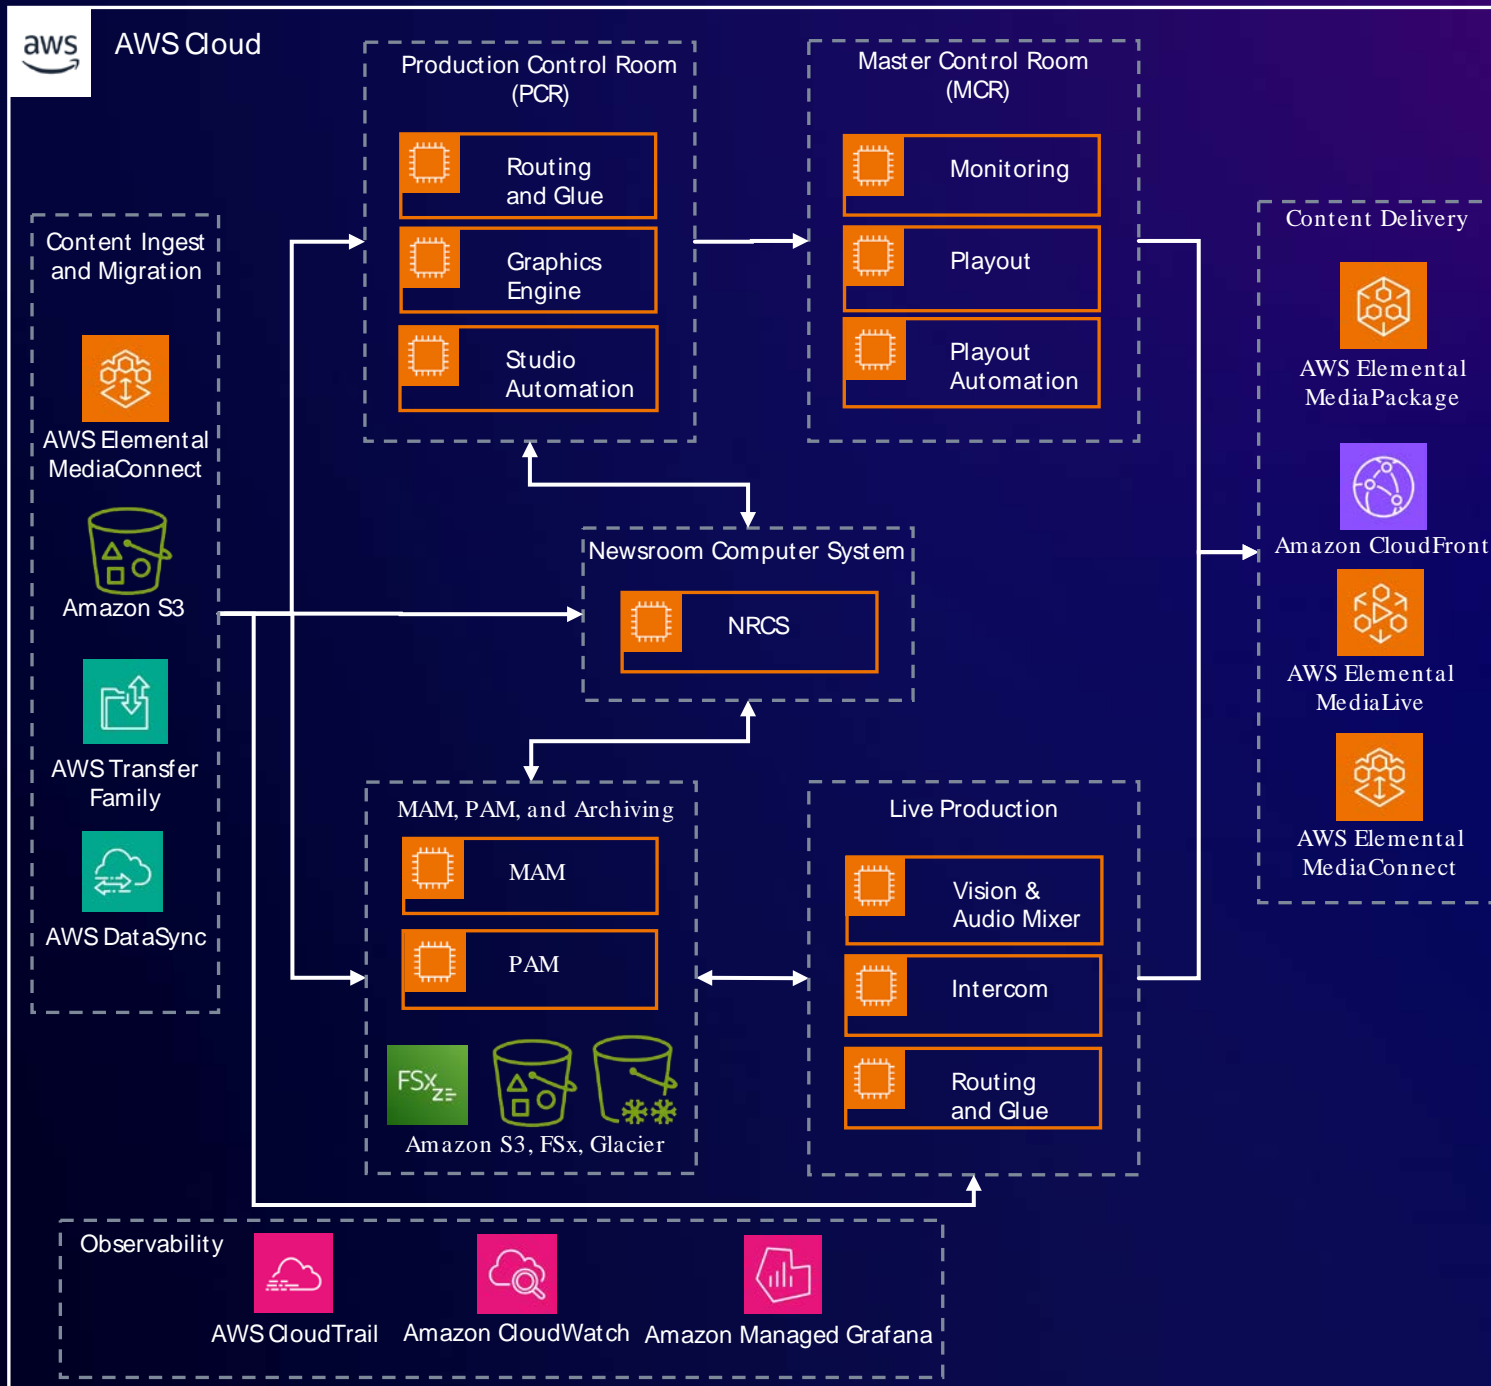 aws
AWS Cloud
Production Control Room
(PCR)
Routing
and Glue
Graphics
Engine
Studio
Automation
Master Control Room
(MCR)
Monitoring
Playout
Playout
Automation
Content Ingest
and Migration
AWS Elemental
MediaConnect
Amazon S3
AWS Transfer
Family
AWS DataSync
Newsroom Computer System
NRCS
MAM, PAM, and Archiving
MAM
PAM
FSx
Z
Amazon S3, FSx, Glacier
Live Production
Vision &
Audio Mixer
Intercom
Routing
and Glue
Content Delivery
AWS Elemental
MediaPackage
Amazon CloudFront
AWS Elemental
MediaLive
AWS Elemental
MediaConnect
Observability
AWS CloudTrail
Amazon CloudWatch
Amazon Managed Grafana